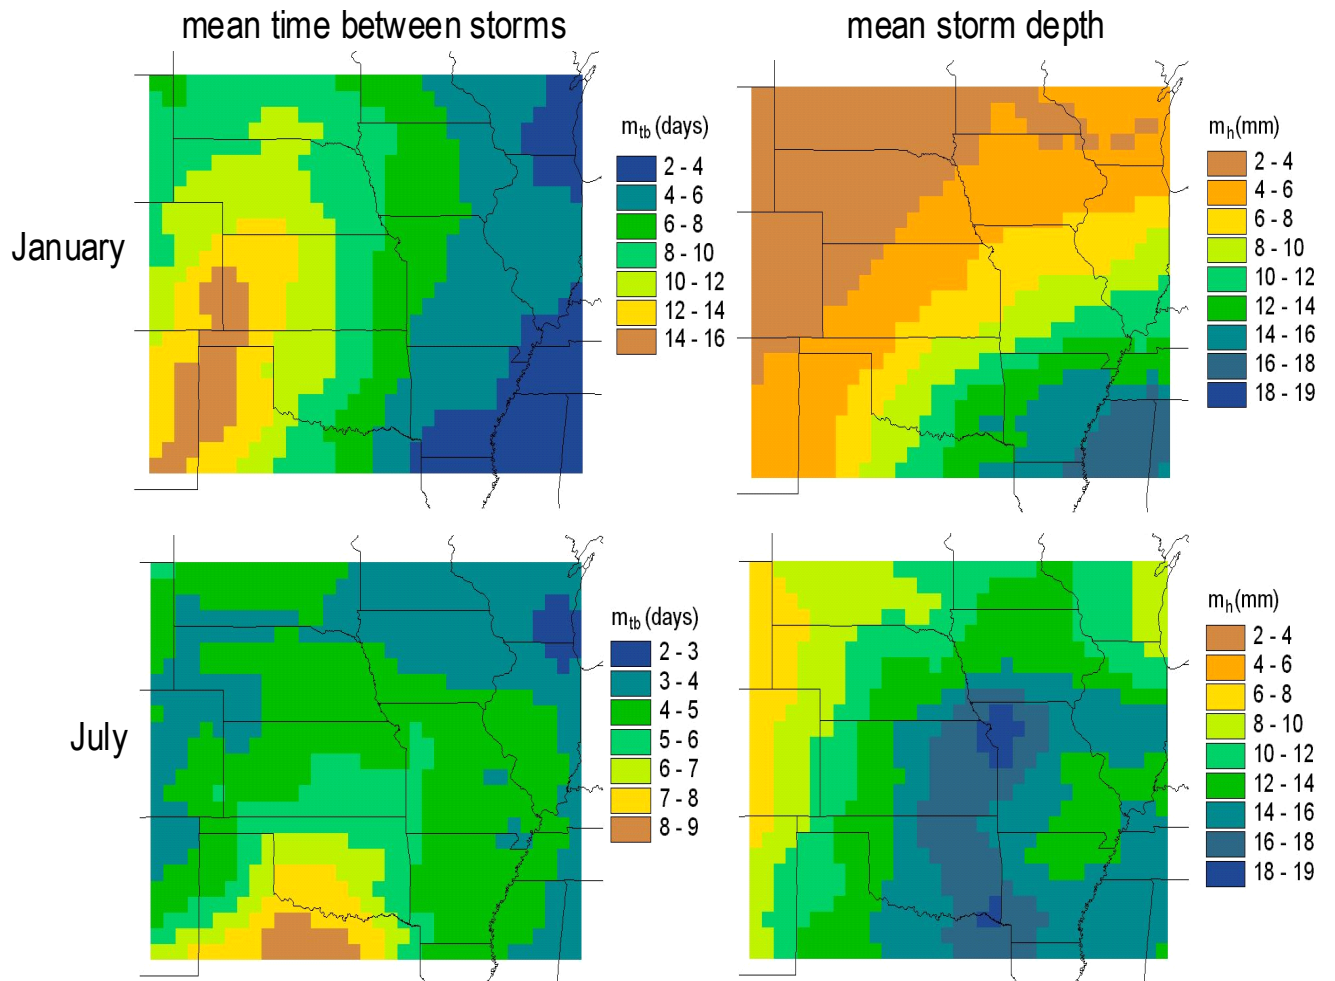 mean time between storms
mean storm depth
January
m_tb (days)
2 - 4
4 - 6
6 - 8
8 - 10
10 - 12
12 - 14
14 - 16
m_h(mm)
2 - 4
4 - 6
6 - 8
8 - 10
10 - 12
12 - 14
14 - 16
16 - 18
18 - 19
July
m_tb (days)
2 - 3
3 - 4
4 - 5
5 - 6
6 - 7
7 - 8
8 - 9
m_h(mm)
2 - 4
4 - 6
6 - 8
8 - 10
10 - 12
12 - 14
14 - 16
16 - 18
18 - 19